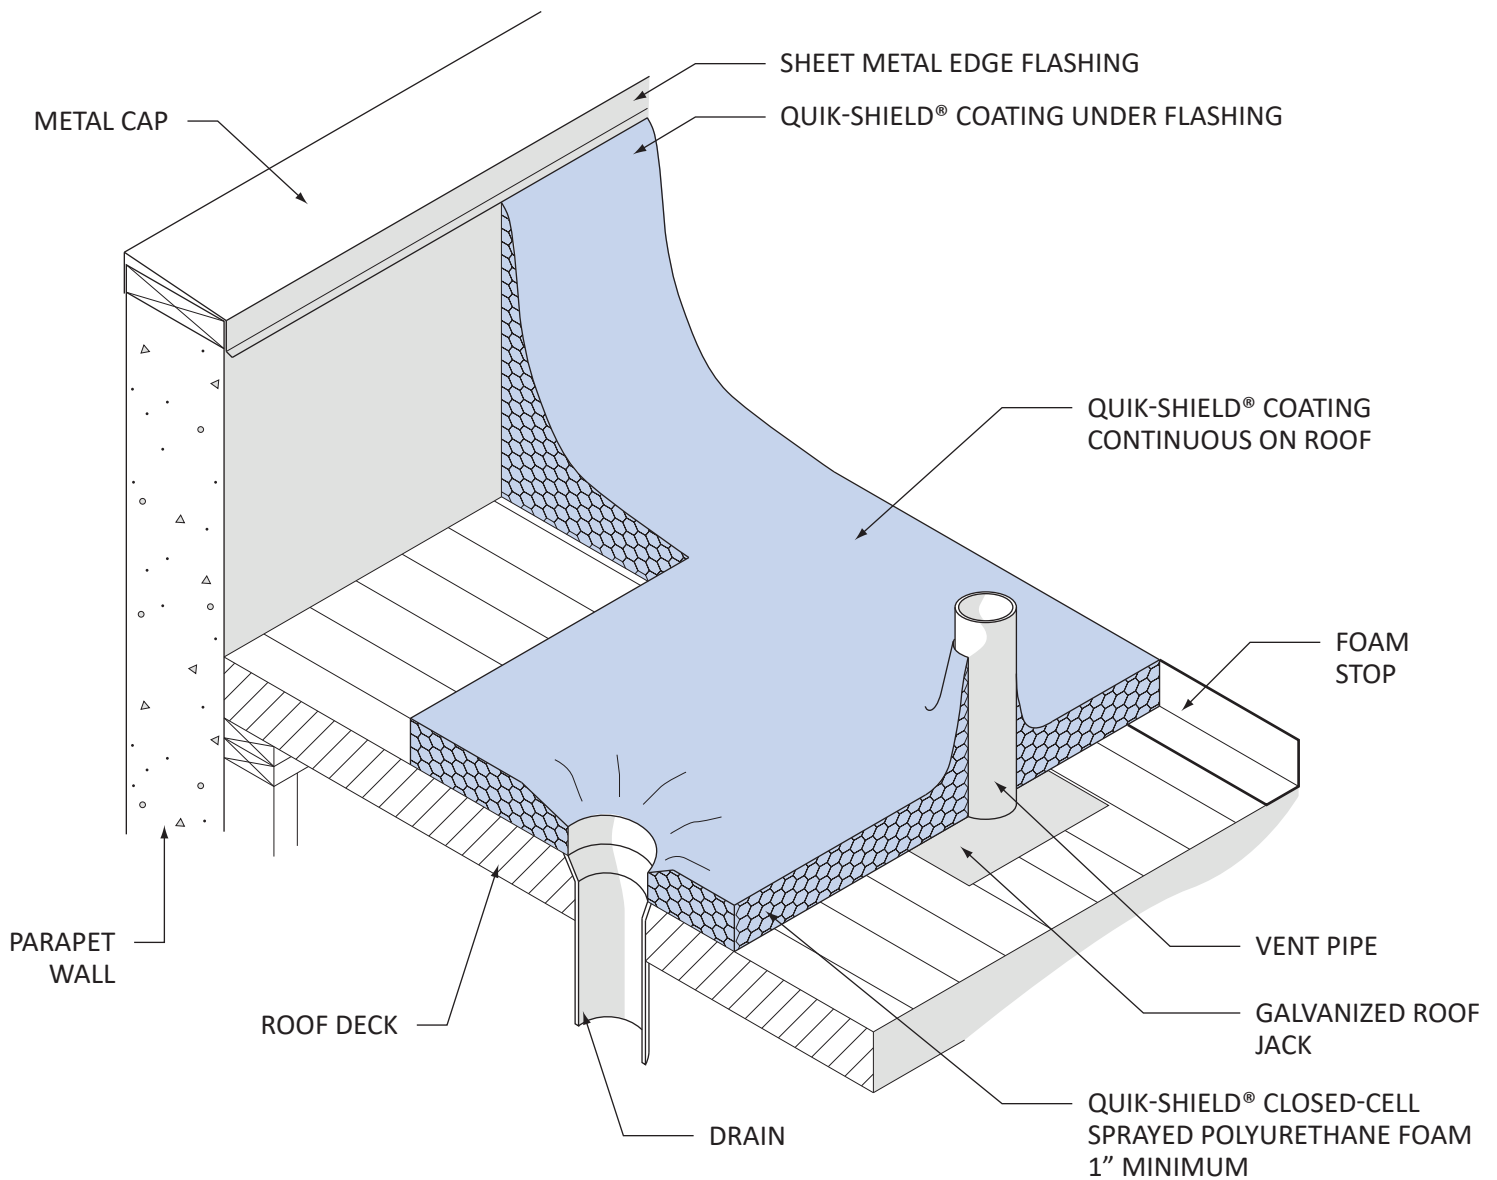 SHEET METAL EDGE FLASHING
METAL CAP
QUIK-SHIELD® COATING UNDER FLASHING
QUIK-SHIELD® COATING
CONTINUOUS ON ROOF
FOAM
STOP
PARAPET
WALL
VENT PIPE
ROOF DECK
GALVANIZED ROOF
JACK
DRAIN
QUIK-SHIELD® CLOSED-CELL
SPRAYED POLYURETHANE FOAM
1” MINIMUM